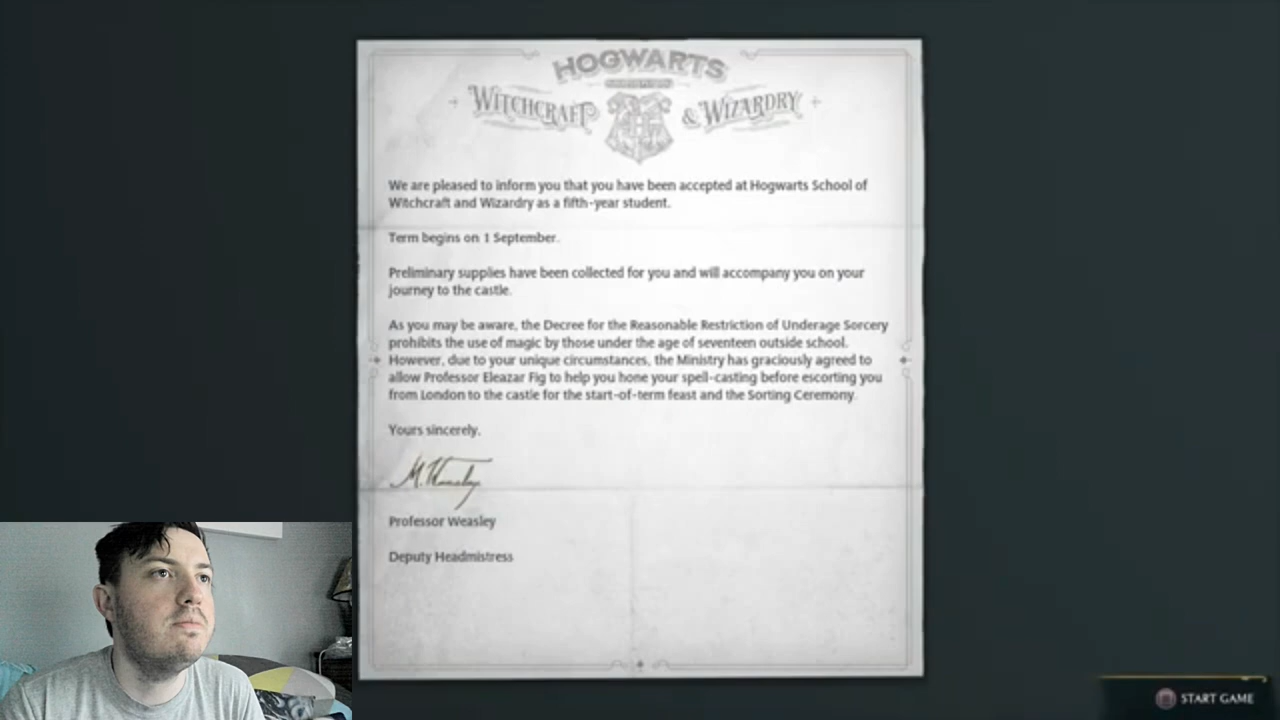 HOGWARTS
WITCHCRAFT & WIZARDRY
We are pleased to inform you that you have been accepted at Hogwarts School of
Witchcraft and Wizardry as a fifth-year student.
Term begins on 1 September.
Preliminary supplies have been collected for you and will accompany you on your
journey to the castle.
As you may be aware, the Decree for the Reasonable Restriction of Underage Sorcery
prohibits the use of magic by those under the age of seventeen outside school.
However, due to your unique circumstances, the Ministry has graciously agreed to
allow Professor Eleazar Fig to help you hone your spell-casting before escorting you
from London to the castle for the start-of-term feast and the Sorting Ceremony.
Yours sincerely,
M. Weasley
Professor Weasley
Deputy Headmistress
START GAME